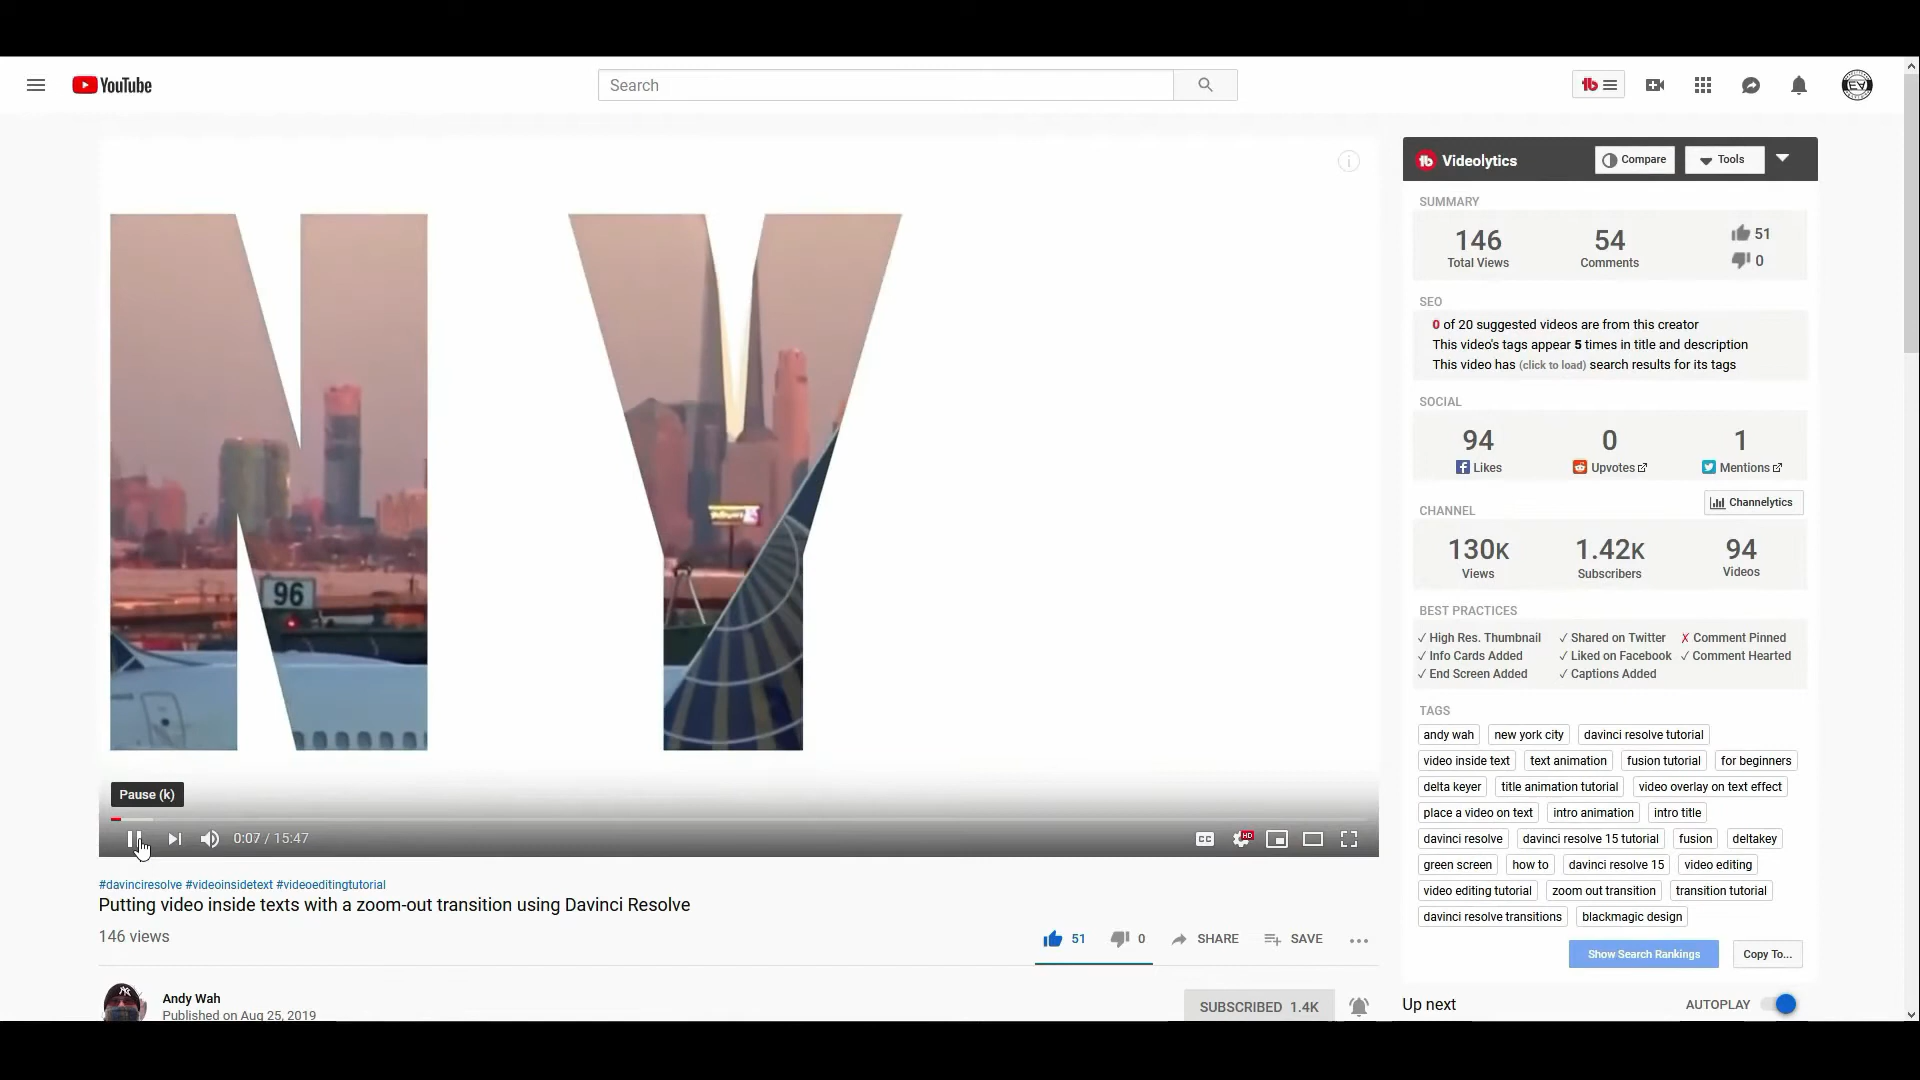 YouTube
Search
NY
96
Pause (k)
0:07 / 15:47
CC
HD
#davinciresolve #videoinsidetext #videoeditingtutorial
Putting video inside texts with a zoom-out transition using Davinci Resolve
146 views
51
0
SHARE
SAVE
Andy Wah
Published on Aug 25, 2019
SUBSCRIBED 1.4K
Videolytics
Compare
Tools
SUMMARY
146
Total Views
54
Comments
51
0
SEO
0 of 20 suggested videos are from this creator
This video's tags appear 5 times in title and description
This video has (click to load) search results for its tags
SOCIAL
94
Likes
0
Upvotes
1
Mentions
CHANNEL
Channelytics
130K
Views
1.42K
Subscribers
94
Videos
BEST PRACTICES
✓ High Res. Thumbnail ✓ Shared on Twitter ✗ Comment Pinned
✓ Info Cards Added ✓ Liked on Facebook ✓ Comment Hearted
✓ End Screen Added ✓ Captions Added
TAGS
andy wah new york city davinci resolve tutorial
video inside text text animation fusion tutorial for beginners
delta keyer title animation tutorial video overlay on text effect
place a video on text intro animation intro title
davinci resolve davinci resolve 15 tutorial fusion deltakey
green screen how to davinci resolve 15 video editing
video editing tutorial zoom out transition transition tutorial
davinci resolve transitions blackmagic design
Show Search Rankings
Copy To...
Up next
AUTOPLAY